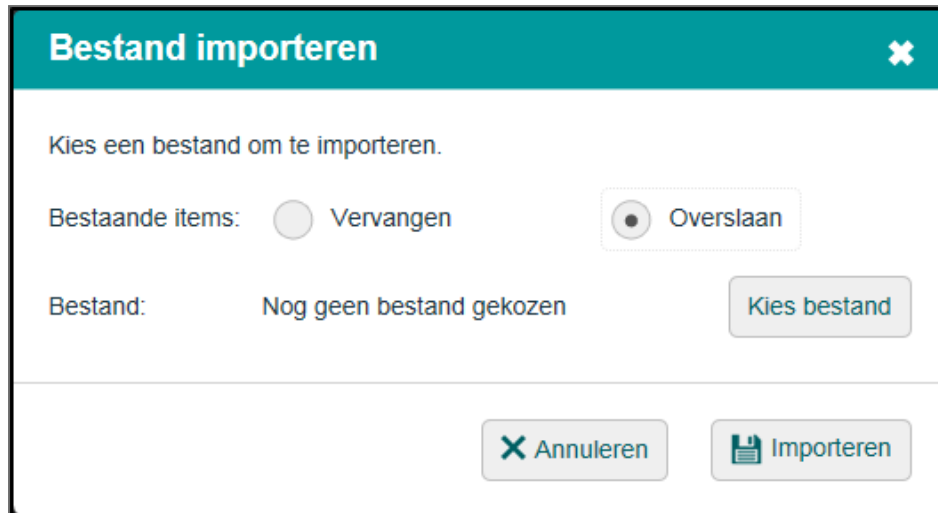 Bestand importeren
Kies een bestand om te importeren.
Bestaande items: Vervangen Overslaan
Bestand: Nog geen bestand gekozen Kies bestand
Annuleren Importeren